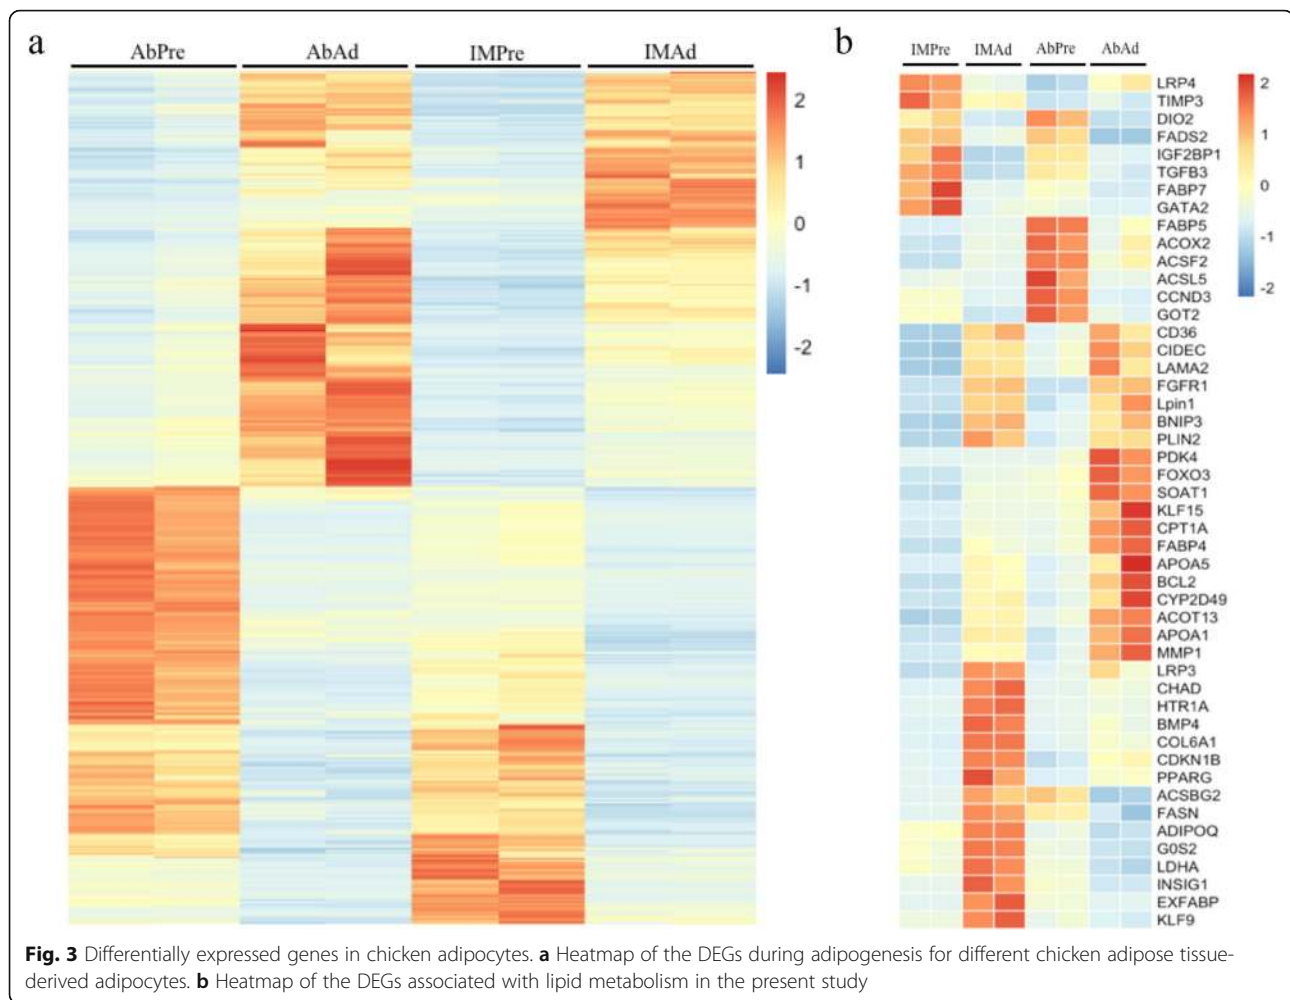 a
AbPre AbAd IMPre IMAd
2
1
0
-1
-2
b
IMPre IMAd AbPre AbAd
LRP4
TIMP3
DIO2
FADS2
IGF2BP1
TGFB3
FABP7
GATA2
FABP5
ACOX2
ACSF2
ACSL5
CCND3
GOT2
CD36
CIDEC
LAMA2
FGFR1
Lpin1
BNIP3
PLIN2
PDK4
FOXO3
SOAT1
KLF15
CPT1A
FABP4
APOA5
BCL2
CYP2D49
ACOT13
APOA1
MMP1
LRP3
CHAD
HTR1A
BMP4
COL6A1
CDKN1B
PPARG
ACSBG2
FASN
ADIPOQ
G0S2
LDHA
INSIG1
EXFABP
KLF9
2
1
0
-1
-2
Fig. 3 Differentially expressed genes in chicken adipocytes. a Heatmap of the DEGs during adipogenesis for different chicken adipose tissue-
derived adipocytes. b Heatmap of the DEGs associated with lipid metabolism in the present study